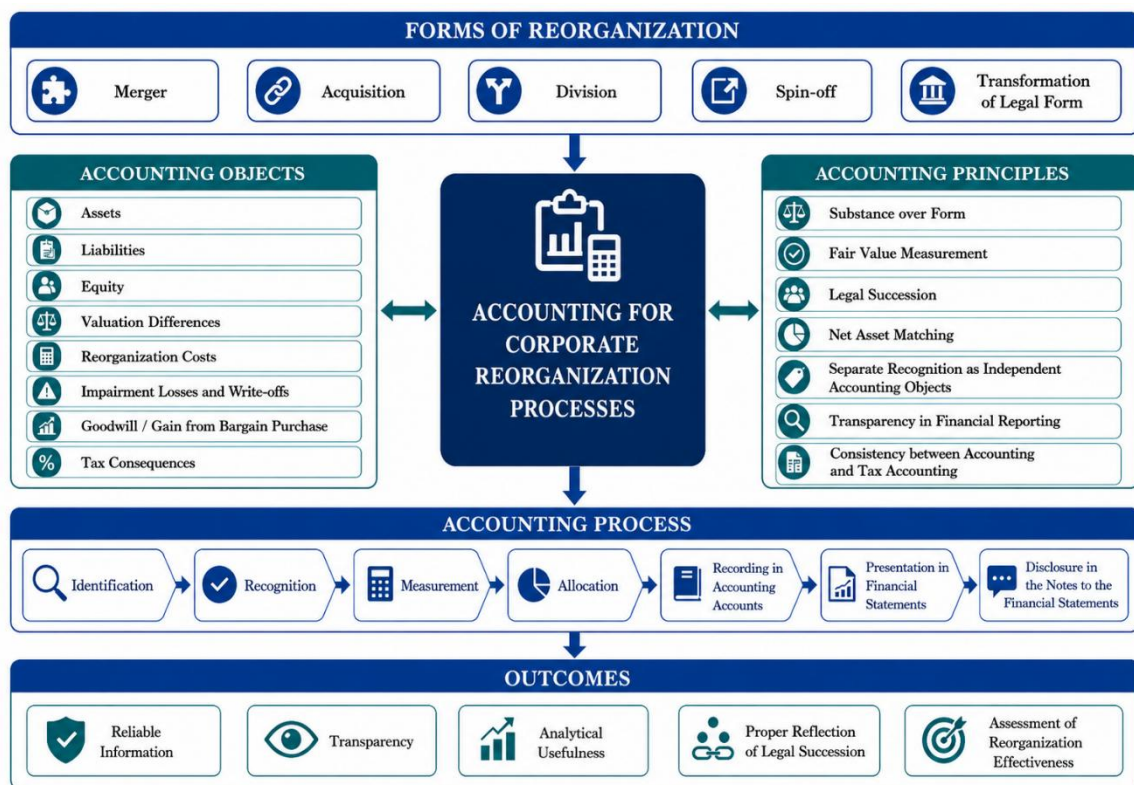 FORMS OF REORGANIZATION
Merger
Acquisition
Division
Spin-off
Transformation
of Legal Form
ACCOUNTING OBJECTS
Assets
Liabilities
Equity
Valuation Differences
Reorganization Costs
Impairment Losses and Write-offs
Goodwill / Gain from Bargain Purchase
%
Tax Consequences
ACCOUNTING FOR
CORPORATE
REORGANIZATION
PROCESSES
ACCOUNTING PRINCIPLES
Substance over Form
Fair Value Measurement
Legal Succession
Net Asset Matching
Separate Recognition as Independent
Accounting Objects
Transparency in Financial Reporting
Consistency between Accounting
and Tax Accounting
ACCOUNTING PROCESS
Identification
Recognition
Measurement
Allocation
Recording in
Accounting
Accounts
Presentation in
Financial
Statements
Disclosure in
the Notes to the
Financial Statements
OUTCOMES
Reliable
Information
Transparency
Analytical
Usefulness
Proper Reflection
of Legal Succession
Assessment of
Reorganization
Effectiveness